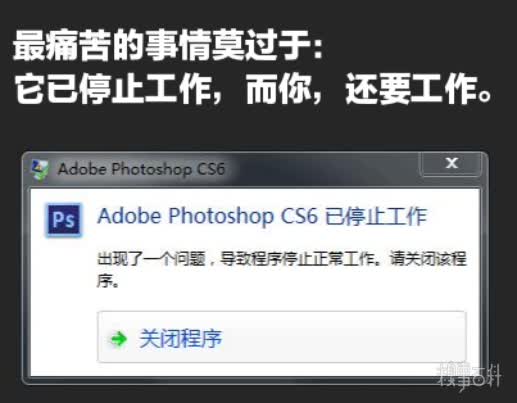 最痛苦的事情莫过于：
它已停止工作，而你，还要工作。
Adobe Photoshop CS6
x
Ps
Adobe Photoshop CS6 已停止工作
出现了一个问题，导致程序停止正常工作。请关闭该程
序。
关闭程序
糗事百科